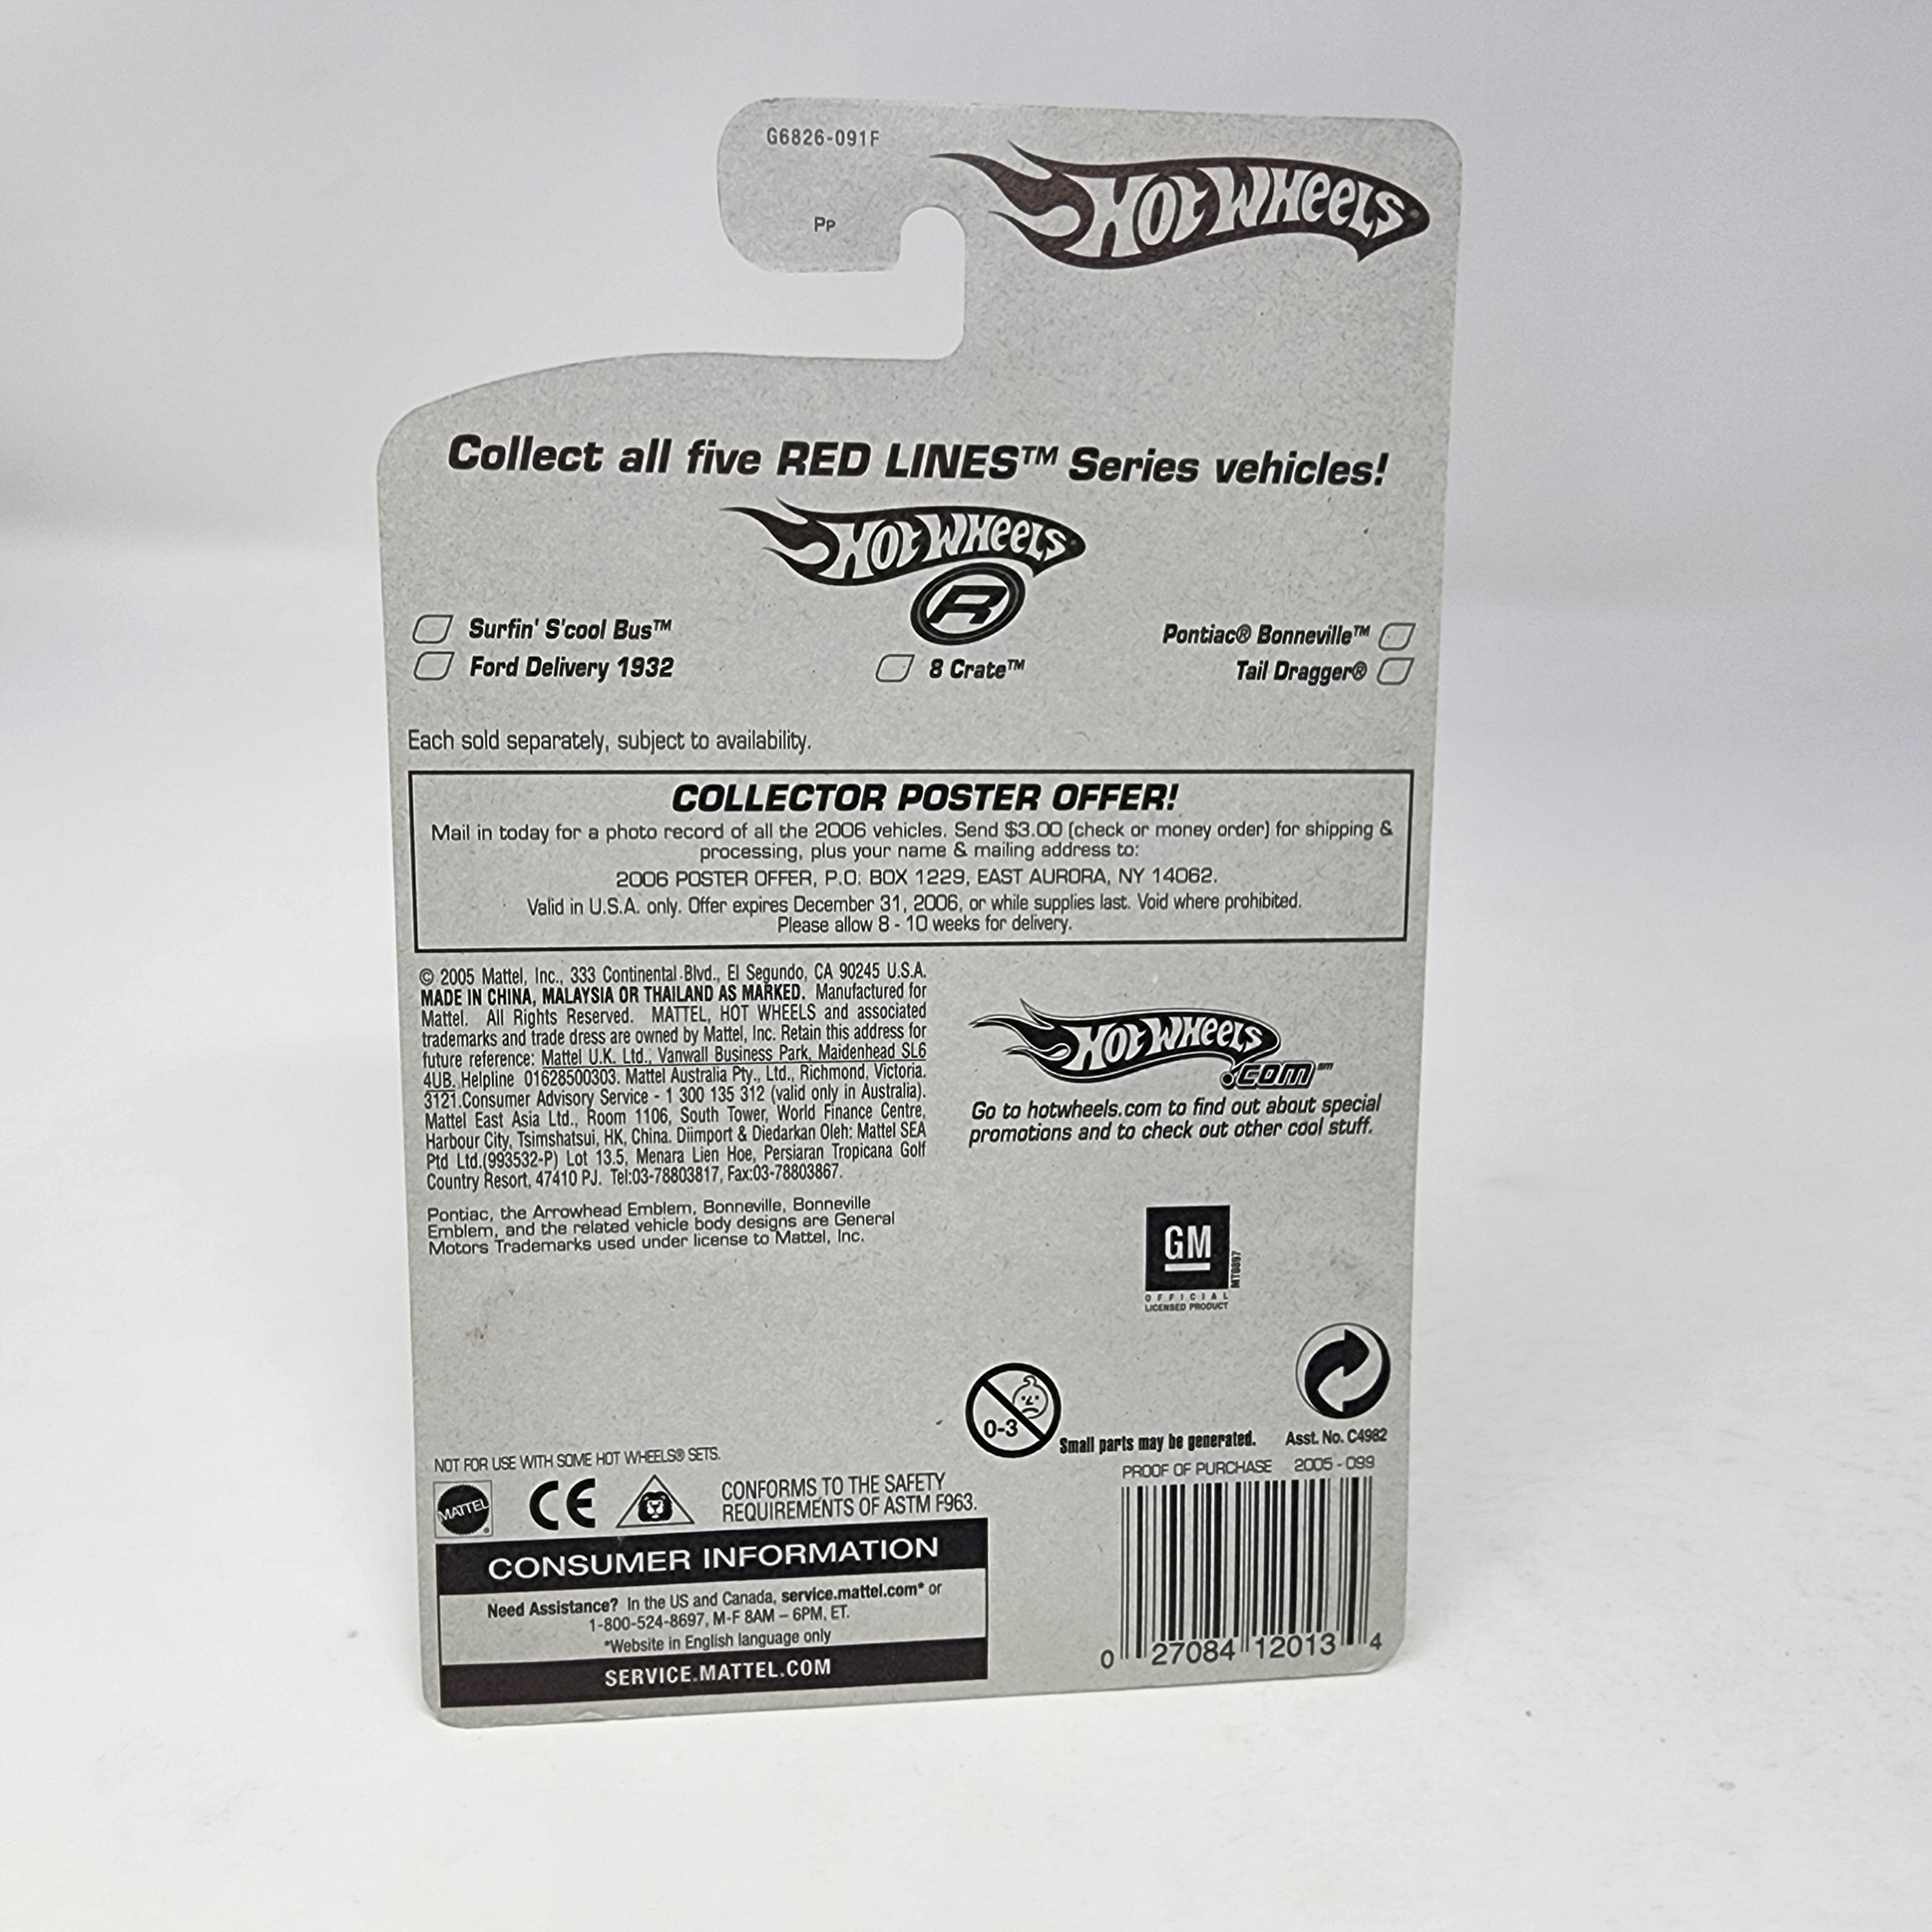 G6826-091F
Pp
HOT WHEELS
Collect all five RED LINES™ Series vehicles!
HOT WHEELS
R
Surfin' S'cool Bus™
Pontiac® Bonneville™
Ford Delivery 1932
8 Crate™
Tail Dragger®
Each sold separately, subject to availability.
COLLECTOR POSTER OFFER!
Mail in today for a photo record of all the 2006 vehicles. Send $3.00 (check or money order) for shipping &
processing, plus your name & mailing address to:
2006 POSTER OFFER, P.O. BOX 1229, EAST AURORA, NY 14062.
Valid in U.S.A. only. Offer expires December 31, 2006, or while supplies last. Void where prohibited.
Please allow 8 - 10 weeks for delivery.
© 2005 Mattel, Inc., 333 Continental Blvd., El Segundo, CA 90245 U.S.A.
MADE IN CHINA, MALAYSIA OR THAILAND AS MARKED. Manufactured for
Mattel. All Rights Reserved. MATTEL, HOT WHEELS and associated
trademarks and trade dress are owned by Mattel, Inc. Retain this address for
future reference: Mattel U.K. Ltd., Vanwall Business Park, Maidenhead SL6
4UB. Helpline 01628500303. Mattel Australia Pty., Ltd., Richmond, Victoria.
3121.Consumer Advisory Service - 1 300 135 312 (valid only in Australia).
Mattel East Asia Ltd., Room 1106, South Tower, World Finance Centre,
Harbour City, Tsimshatsui, HK, China. Diimport & Diedarkan Oleh: Mattel SEA
Ptd Ltd.(993532-P) Lot 13.5, Menara Lien Hoe, Persiaran Tropicana Golf
Country Resort, 47410 PJ. Tel:03-78803817, Fax:03-78803867.
Pontiac, the Arrowhead Emblem, Bonneville, Bonneville
Emblem, and the related vehicle body designs are General
Motors Trademarks used under license to Mattel, Inc.
HOT WHEELS
.com℠
Go to hotwheels.com to find out about special
promotions and to check out other cool stuff.
GM
MT0897
OFFICIAL
LICENSED PRODUCT
0-3
Small parts may be generated.
Asst. No. C4982
NOT FOR USE WITH SOME HOT WHEELS® SETS.
MATTEL
CE
CONFORMS TO THE SAFETY
REQUIREMENTS OF ASTM F963.
CONSUMER INFORMATION
Need Assistance? In the US and Canada, service.mattel.com* or
1-800-524-8697, M-F 8AM – 6PM, ET.
*Website in English language only
SERVICE.MATTEL.COM
PROOF OF PURCHASE 2005 - 099
0 27084 12013 4